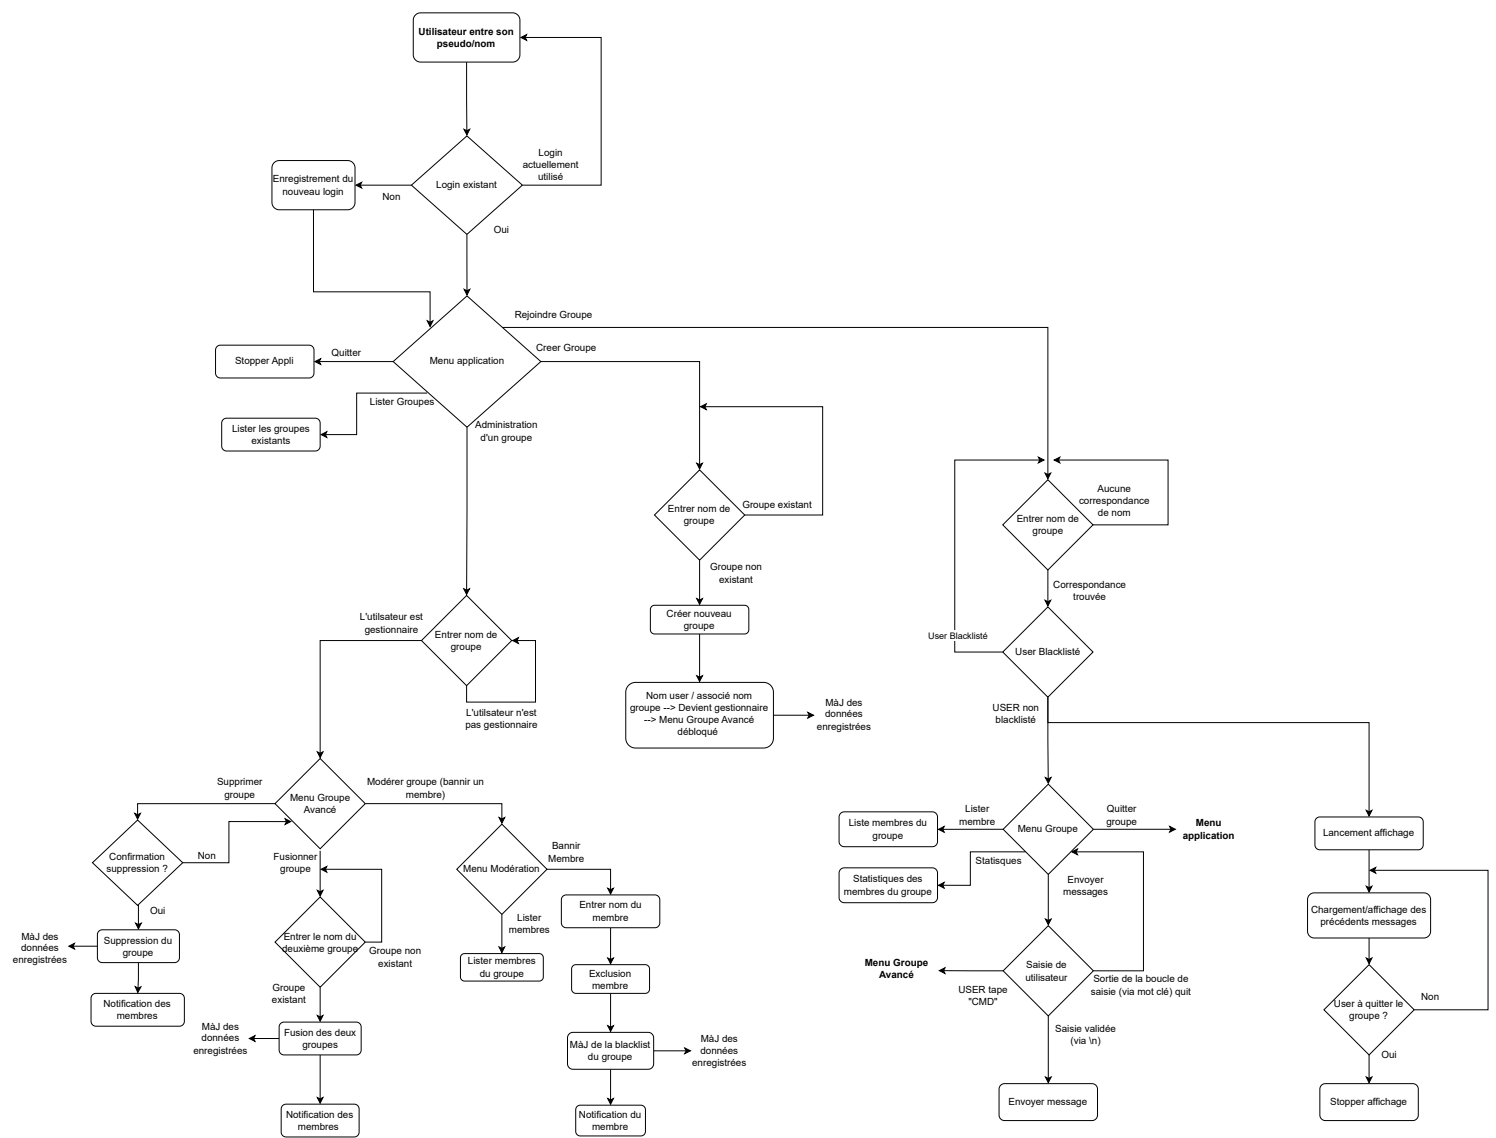 Utilisateur entre son
pseudo/nom
Login
actuellement
utilisé
Enregistrement du
nouveau login
Login existant
Non
Oui
Rejoindre Groupe
Creer Groupe
Quitter
Stopper Appli
Menu application
Lister Groupes
Lister les groupes
existants
Administration
d'un groupe
Entrer nom de
groupe
Groupe existant
Aucune
correspondance
de nom
Entrer nom de
groupe
Groupe non
existant
Correspondance
trouvée
L'utilsateur est
gestionnaire
Entrer nom de
groupe
Créer nouveau
groupe
User Blacklisté
User Blacklisté
L'utilsateur n'est
pas gestionnaire
Nom user / associé nom
groupe --> Devient gestionnaire
--> Menu Groupe Avancé
débloqué
MàJ des
données
enregistrées
USER non
blacklisté
Supprimer
groupe
Menu Groupe
Avancé
Modérer groupe (bannir un
membre)
Liste membres du
groupe
Lister
membre
Menu Groupe
Quitter
groupe
Menu
application
Lancement affichage
Confirmation
suppression ?
Non
Fusionner
groupe
Menu Modération
Bannir
Membre
Statisques
Statistiques des
membres du groupe
Envoyer
messages
Oui
Entrer nom du
membre
Chargement/affichage des
précédents messages
MàJ des
données
enregistrées
Suppression du
groupe
Entrer le nom du
deuxième groupe
Groupe non
existant
Lister
membres
Lister membres
du groupe
Exclusion
membre
Menu Groupe
Avancé
Saisie de
utilisateur
USER tape
"CMD"
Sortie de la boucle de
saisie (via mot clé) quit
Notification des
membres
Groupe
existant
User à quitter le
groupe ?
Non
MàJ des
données
enregistrées
Fusion des deux
groupes
MàJ de la blacklist
du groupe
MàJ des
données
enregistrées
Saisie validée
(via \n)
Oui
Notification des
membres
Notification du
membre
Envoyer message
Stopper affichage